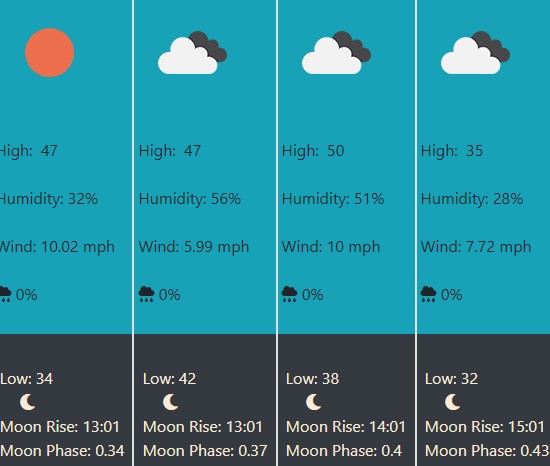 High: 47
Humidity: 32%
Wind: 10.02 mph
0%
Low: 34
Moon Rise: 13:01
Moon Phase: 0.34
High: 47
Humidity: 56%
Wind: 5.99 mph
0%
Low: 42
Moon Rise: 13:01
Moon Phase: 0.37
High: 50
Humidity: 51%
Wind: 10 mph
0%
Low: 38
Moon Rise: 14:01
Moon Phase: 0.4
High: 35
Humidity: 28%
Wind: 7.72 mph
0%
Low: 32
Moon Rise: 15:01
Moon Phase: 0.43